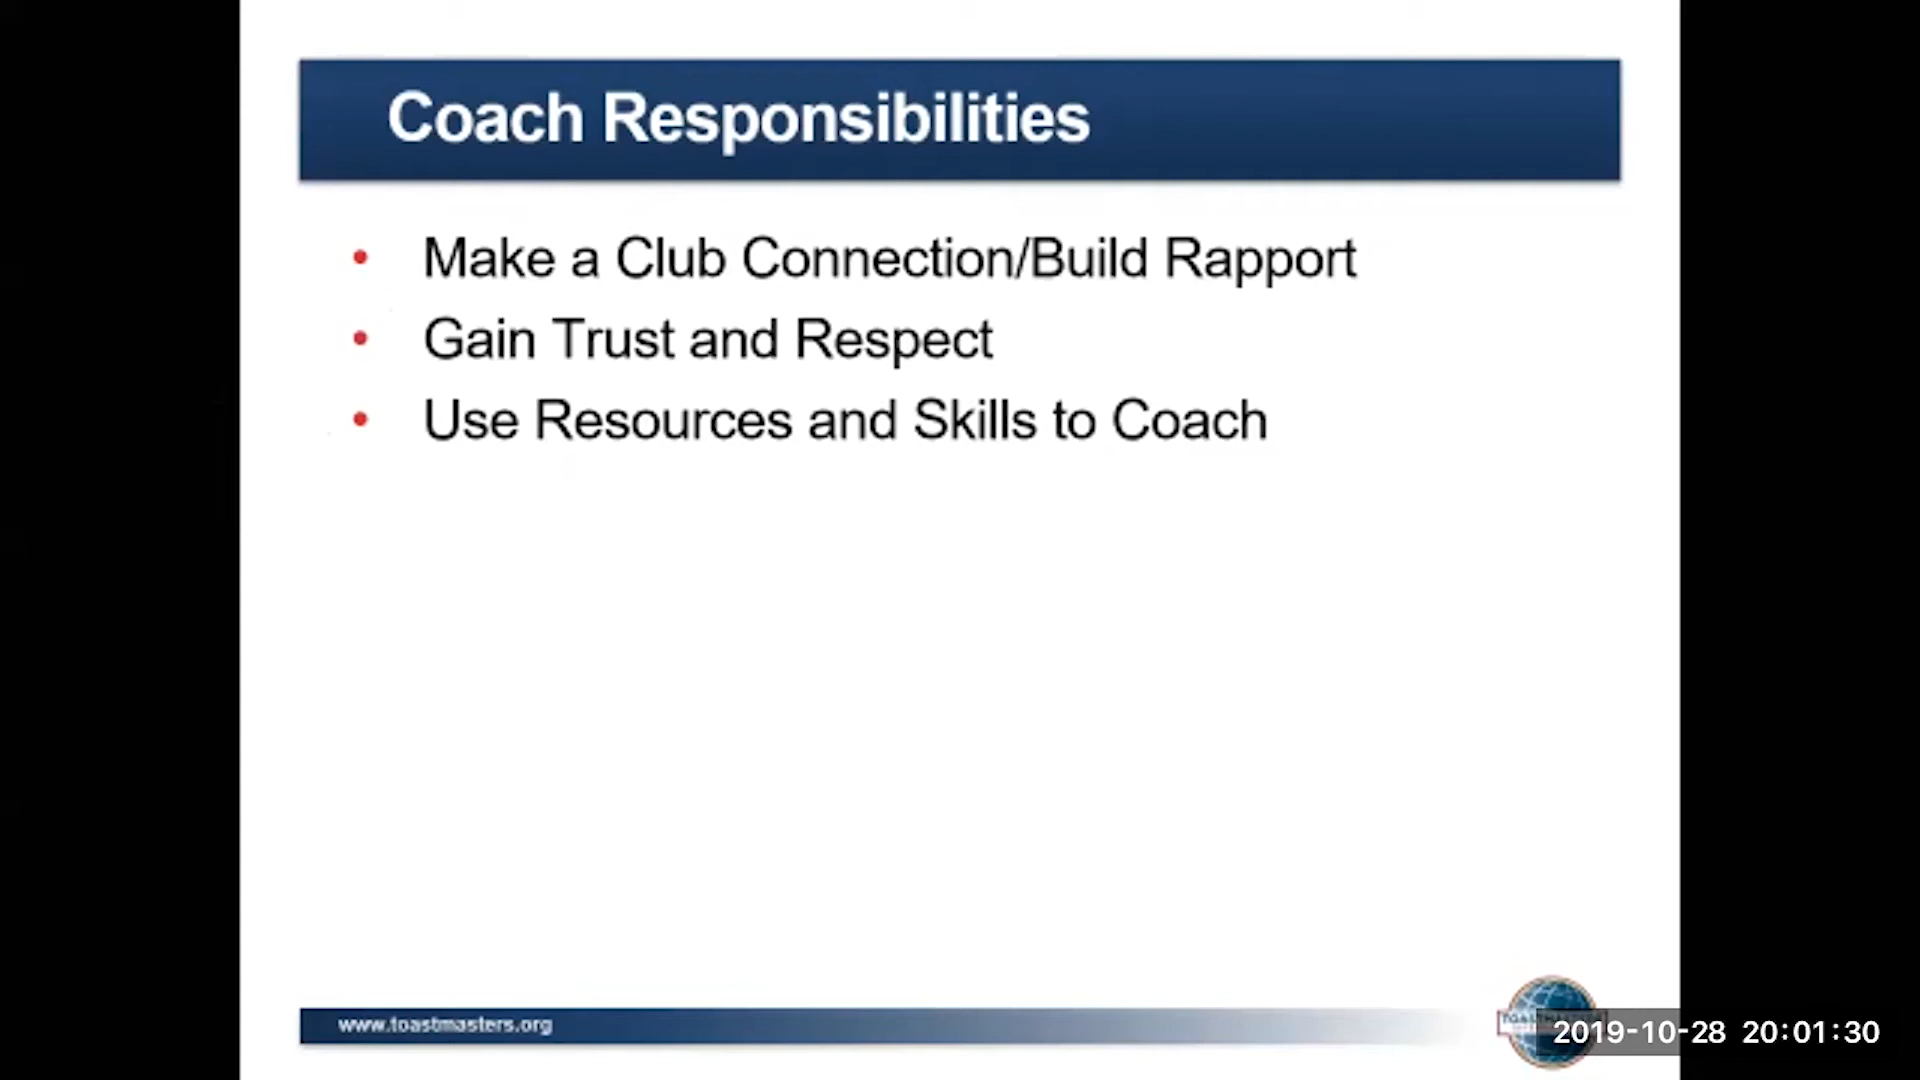 Coach Responsibilities
• Make a Club Connection/Build Rapport
• Gain Trust and Respect
• Use Resources and Skills to Coach
www.toastmasters.org
2019-10-28 20:01:30